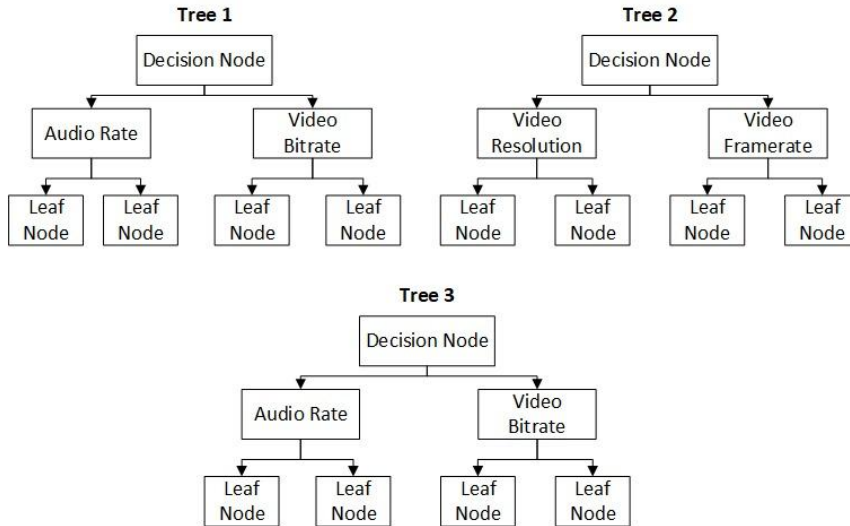 Tree 1
Tree 2
Decision Node
Decision Node
Audio Rate
Video
Bitrate
Video
Resolution
Video
Framerate
Leaf
Node
Leaf
Node
Leaf
Node
Leaf
Node
Leaf
Node
Leaf
Node
Leaf
Node
Leaf
Node
Tree 3
Decision Node
Audio Rate
Video
Bitrate
Leaf
Node
Leaf
Node
Leaf
Node
Leaf
Node